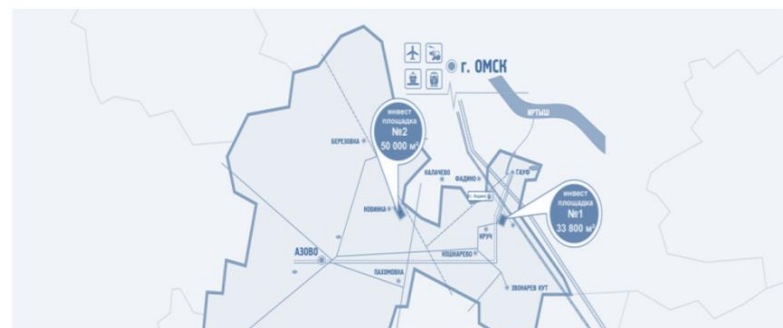 г. ОМСК
ИРТЫШ
инвест
площадка
№2
50 000 м²
БЕРЕЗОВКА
КАЛАЧЕВО
ФАДИНО
ГАУФ
НОВИНКА
инвест
площадка
№1
33 800 м²
КРУЧ
АЗОВО
КОШКАРЕВО
ПАХОМОВКА
ЗВОНАРЕВ КУТ